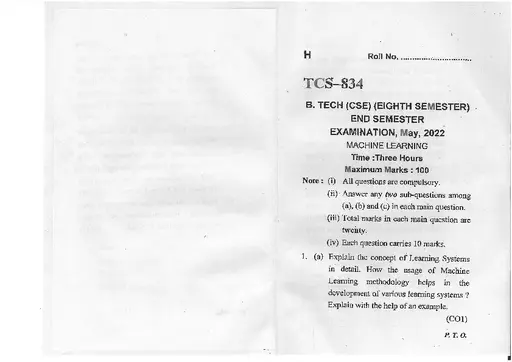 H Roll No. ..............................
TCS–834
B. TECH (CSE) (EIGHTH SEMESTER)
END SEMESTER
EXAMINATION, May, 2022
MACHINE LEARNING
Time :Three Hours
Maximum Marks : 100
Note : (i) All questions are compulsory.
(ii) Answer any two sub-questions among
(a), (b) and (c) in each main question.
(iii) Total marks in each main question are
twenty.
(iv) Each question carries 10 marks.
1. (a) Explain the concept of Learning Systems
in detail. How the usage of Machine
Learning methodology helps in the
development of various learning systems ?
Explain with the help of an example.
(CO1)
P. T. O.